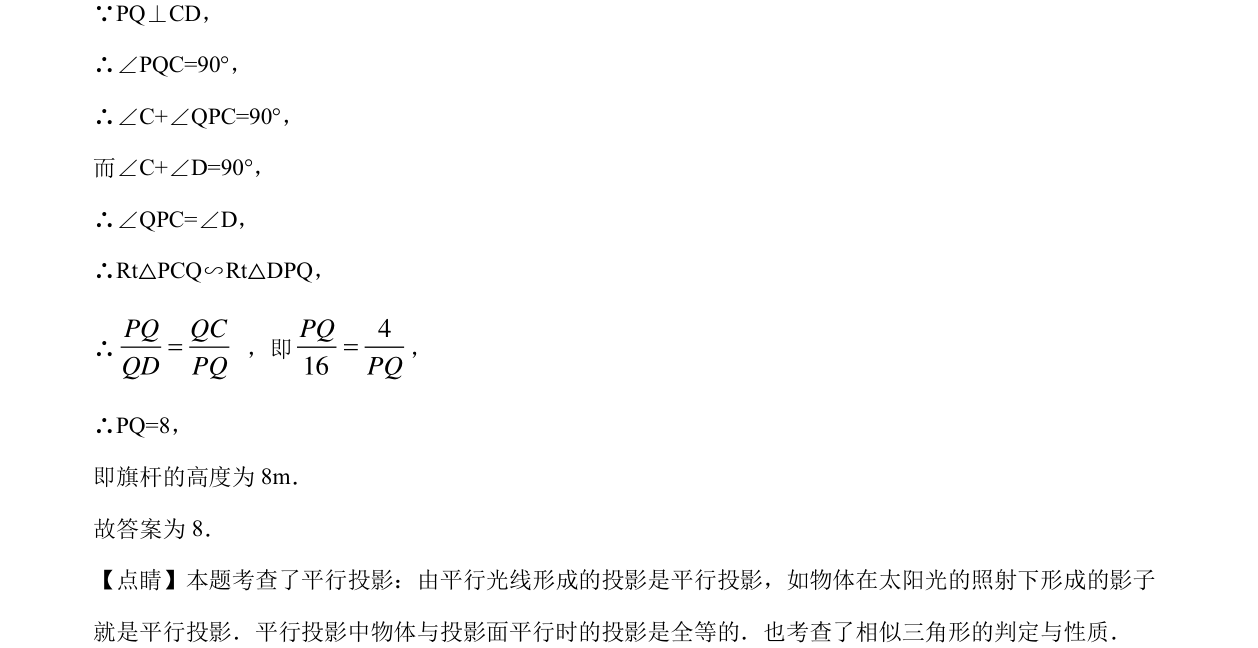 ∵PQ⊥CD，
∴∠PQC=90°，
∴∠C+∠QPC=90°，
而∠C+∠D=90°，
∴∠QPC=∠D，
∴Rt△PCQ∽Rt△DPQ，
∴PQ/QD=QC/PQ ，即PQ/16=4/PQ，
∴PQ=8，
即旗杆的高度为 8m．
故答案为 8．
【点睛】本题考查了平行投影：由平行光线形成的投影是平行投影，如物体在太阳光的照射下形成的影子
就是平行投影．平行投影中物体与投影面平行时的投影是全等的．也考查了相似三角形的判定与性质．